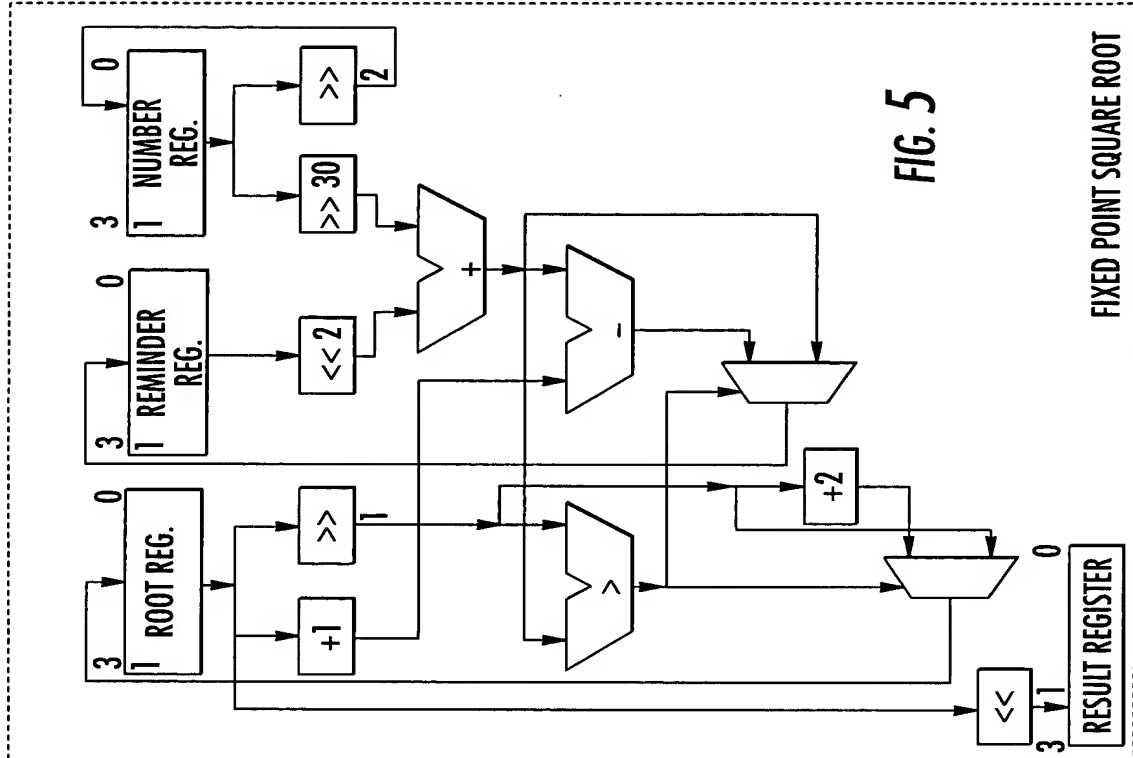 3 0
1 ROOT REG.
3 0
1 REMINDER
REG.
3 0
1 NUMBER
REG.
+1
>>
1
<< 2
>> 30
>>
2
+
>
-
+2
<<
3 1 0
RESULT REGISTER
FIG. 5
FIXED POINT SQUARE ROOT